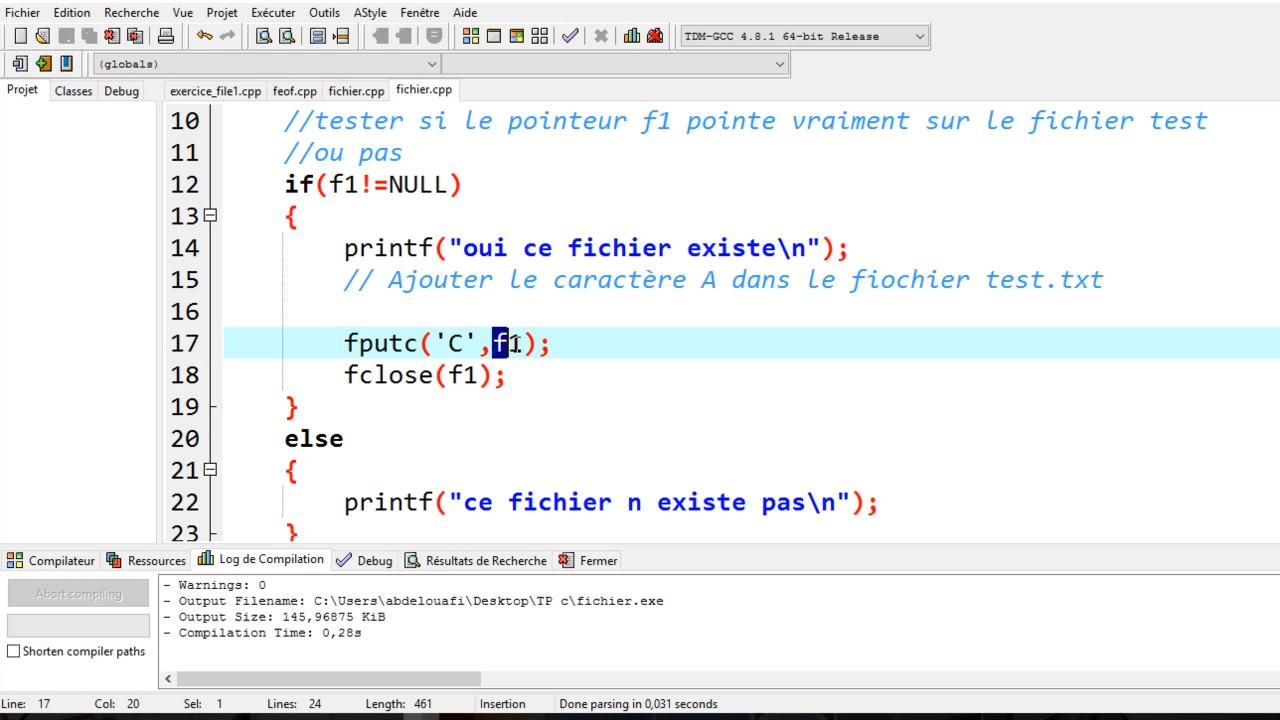 Fichier Edition Recherche Vue Projet Exécuter Outils AStyle Fenêtre Aide
TDM-GCC 4.8.1 64-bit Release
(globals)
Projet Classes Debug
exercice_file1.cpp feof.cpp fichier.cpp fichier.cpp
10 //tester si le pointeur f1 pointe vraiment sur le fichier test
11 //ou pas
12 if(f1!=NULL)
13 {
14 printf("oui ce fichier existe\n");
15 // Ajouter le caractère A dans le fiochier test.txt
16
17 fputc('C',f1);
18 fclose(f1);
19 }
20 else
21 {
22 printf("ce fichier n existe pas\n");
23 }
Compilateur Ressources Log de Compilation Debug Résultats de Recherche Fermer
Abort compiling
Shorten compiler paths
- Warnings: 0
- Output Filename: C:\Users\abdelouafi\Desktop\TP c\fichier.exe
- Output Size: 145,96875 KiB
- Compilation Time: 0,28s
Line: 17 Col: 20 Sel: 1 Lines: 24 Length: 461 Insertion Done parsing in 0,031 seconds